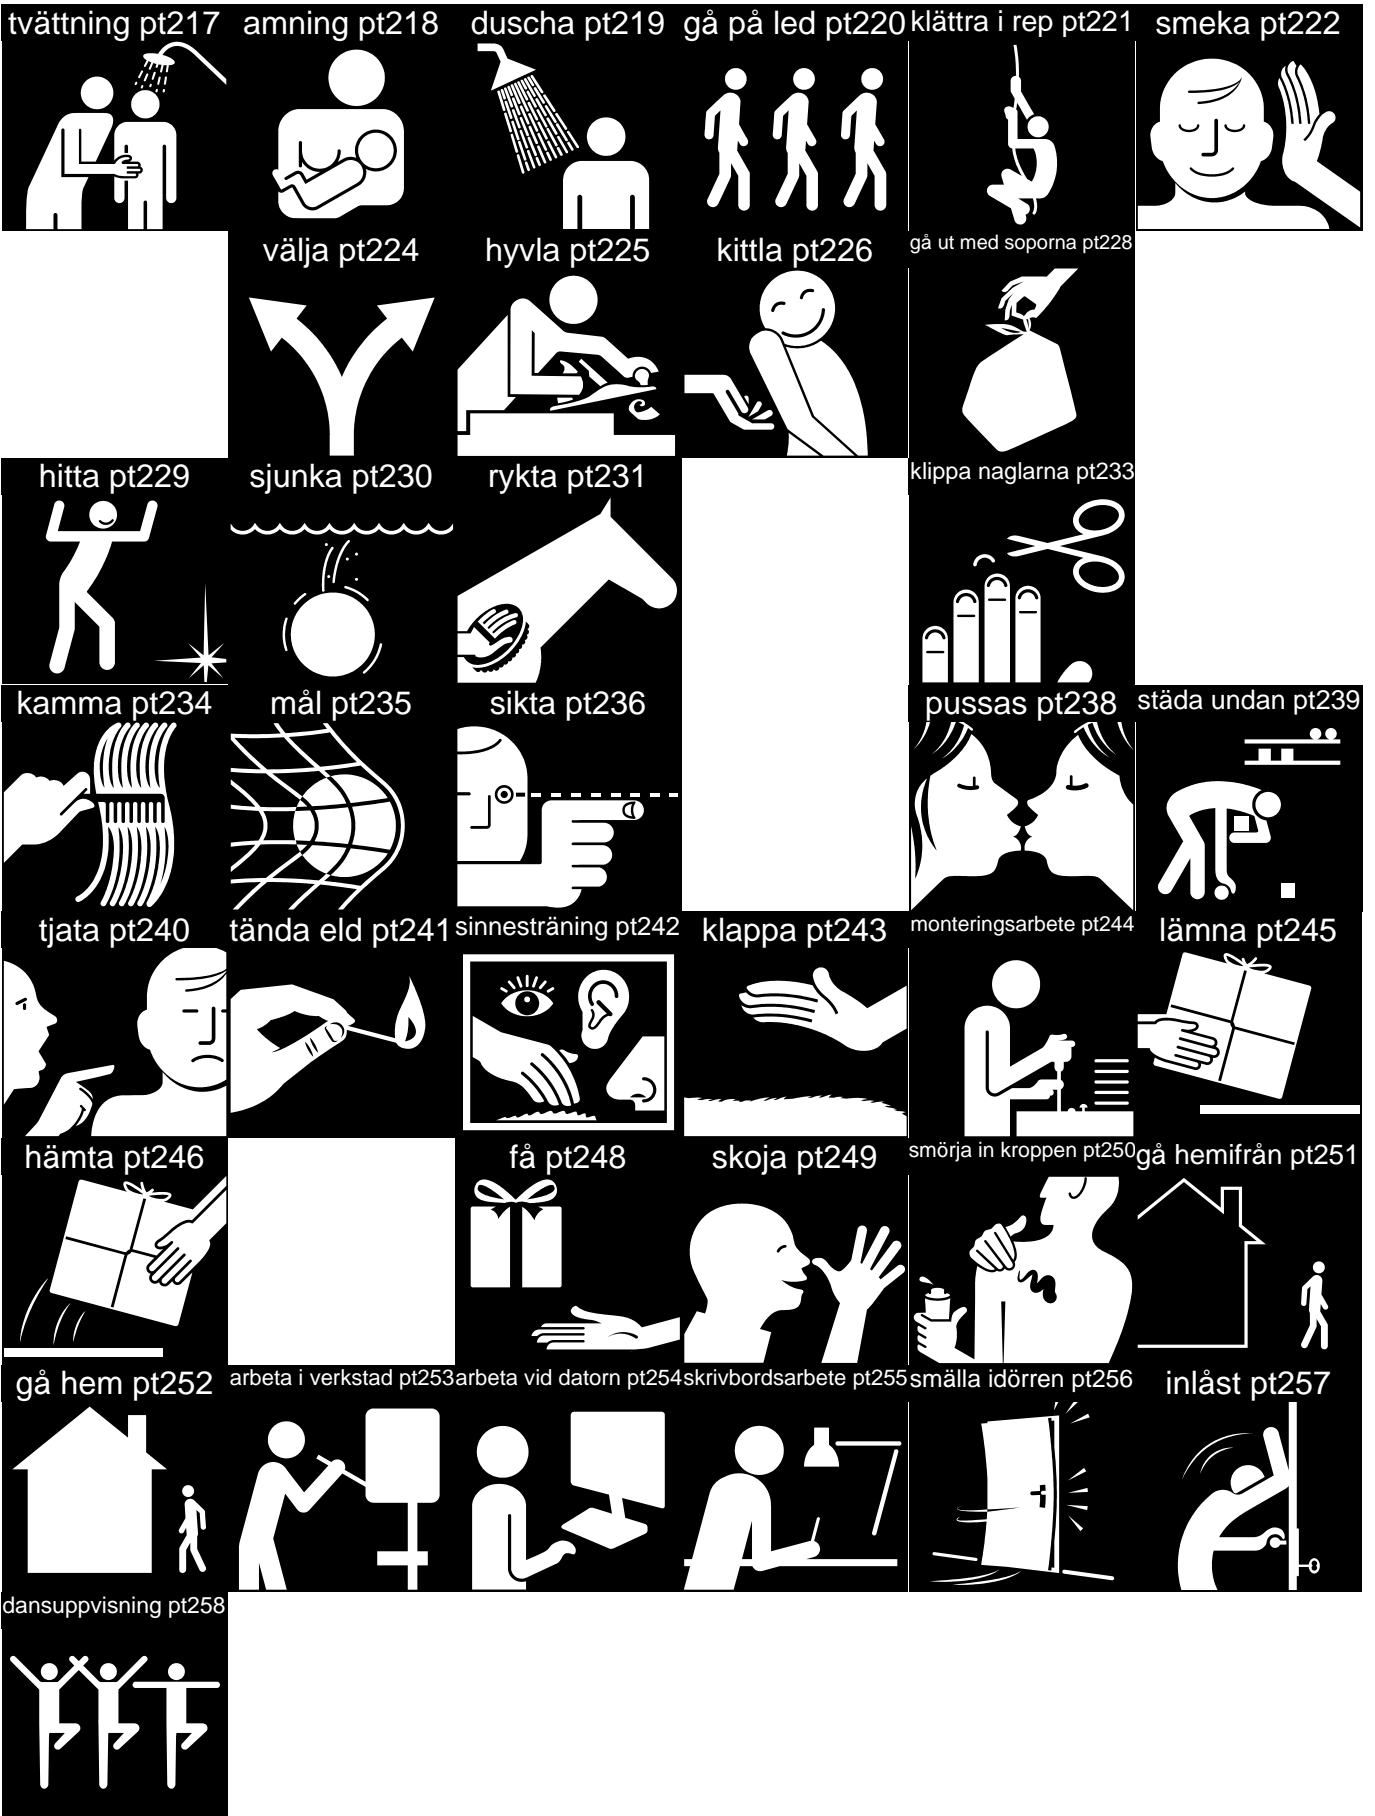 tvättning pt217
amning pt218
duscha pt219
gå på led pt220
klättra i rep pt221
smeka pt222
välja pt224
hyvla pt225
kittla pt226
gå ut med soporna pt228
hitta pt229
sjunka pt230
rykta pt231
klippa naglarna pt233
kamma pt234
mål pt235
sikta pt236
pussas pt238
städa undan pt239
tjata pt240
tända eld pt241
sinnesträning pt242
klappa pt243
monteringsarbete pt244
lämna pt245
hämta pt246
få pt248
skoja pt249
smörja in kroppen pt250
gå hemifrån pt251
gå hem pt252
arbeta i verkstad pt253
arbeta vid datorn pt254
skrivbordsarbete pt255
smälla idörren pt256
inlåst pt257
dansuppvisning pt258